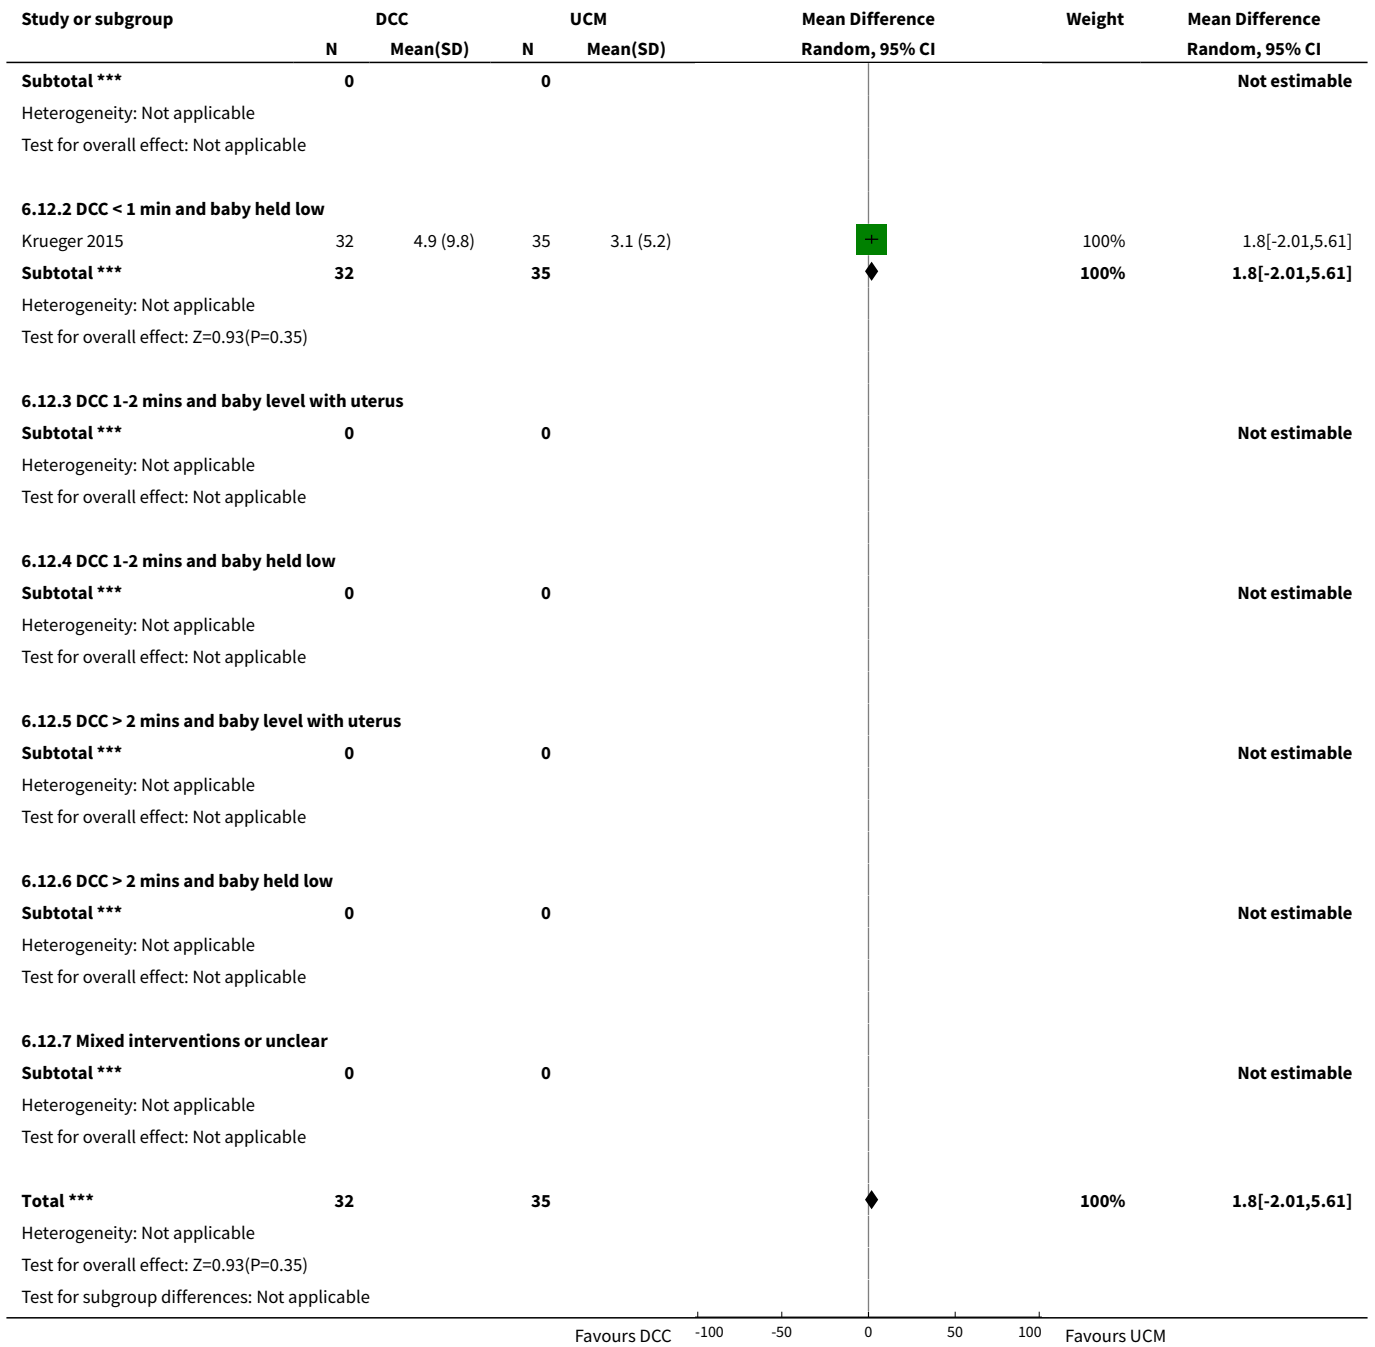 Study or subgroup DCC UCM Mean Difference Weight Mean Difference
N Mean(SD) N Mean(SD) Random, 95% CI Random, 95% CI
Subtotal *** 0 0 Not estimable
Heterogeneity: Not applicable
Test for overall effect: Not applicable
6.12.2 DCC < 1 min and baby held low
Krueger 2015 32 4.9 (9.8) 35 3.1 (5.2) 100% 1.8[-2.01,5.61]
Subtotal *** 32 35 100% 1.8[-2.01,5.61]
Heterogeneity: Not applicable
Test for overall effect: Z=0.93(P=0.35)
6.12.3 DCC 1-2 mins and baby level with uterus
Subtotal *** 0 0 Not estimable
Heterogeneity: Not applicable
Test for overall effect: Not applicable
6.12.4 DCC 1-2 mins and baby held low
Subtotal *** 0 0 Not estimable
Heterogeneity: Not applicable
Test for overall effect: Not applicable
6.12.5 DCC > 2 mins and baby level with uterus
Subtotal *** 0 0 Not estimable
Heterogeneity: Not applicable
Test for overall effect: Not applicable
6.12.6 DCC > 2 mins and baby held low
Subtotal *** 0 0 Not estimable
Heterogeneity: Not applicable
Test for overall effect: Not applicable
6.12.7 Mixed interventions or unclear
Subtotal *** 0 0 Not estimable
Heterogeneity: Not applicable
Test for overall effect: Not applicable
Total *** 32 35 100% 1.8[-2.01,5.61]
Heterogeneity: Not applicable
Test for overall effect: Z=0.93(P=0.35)
Test for subgroup differences: Not applicable
Favours DCC -100 -50 0 50 100 Favours UCM